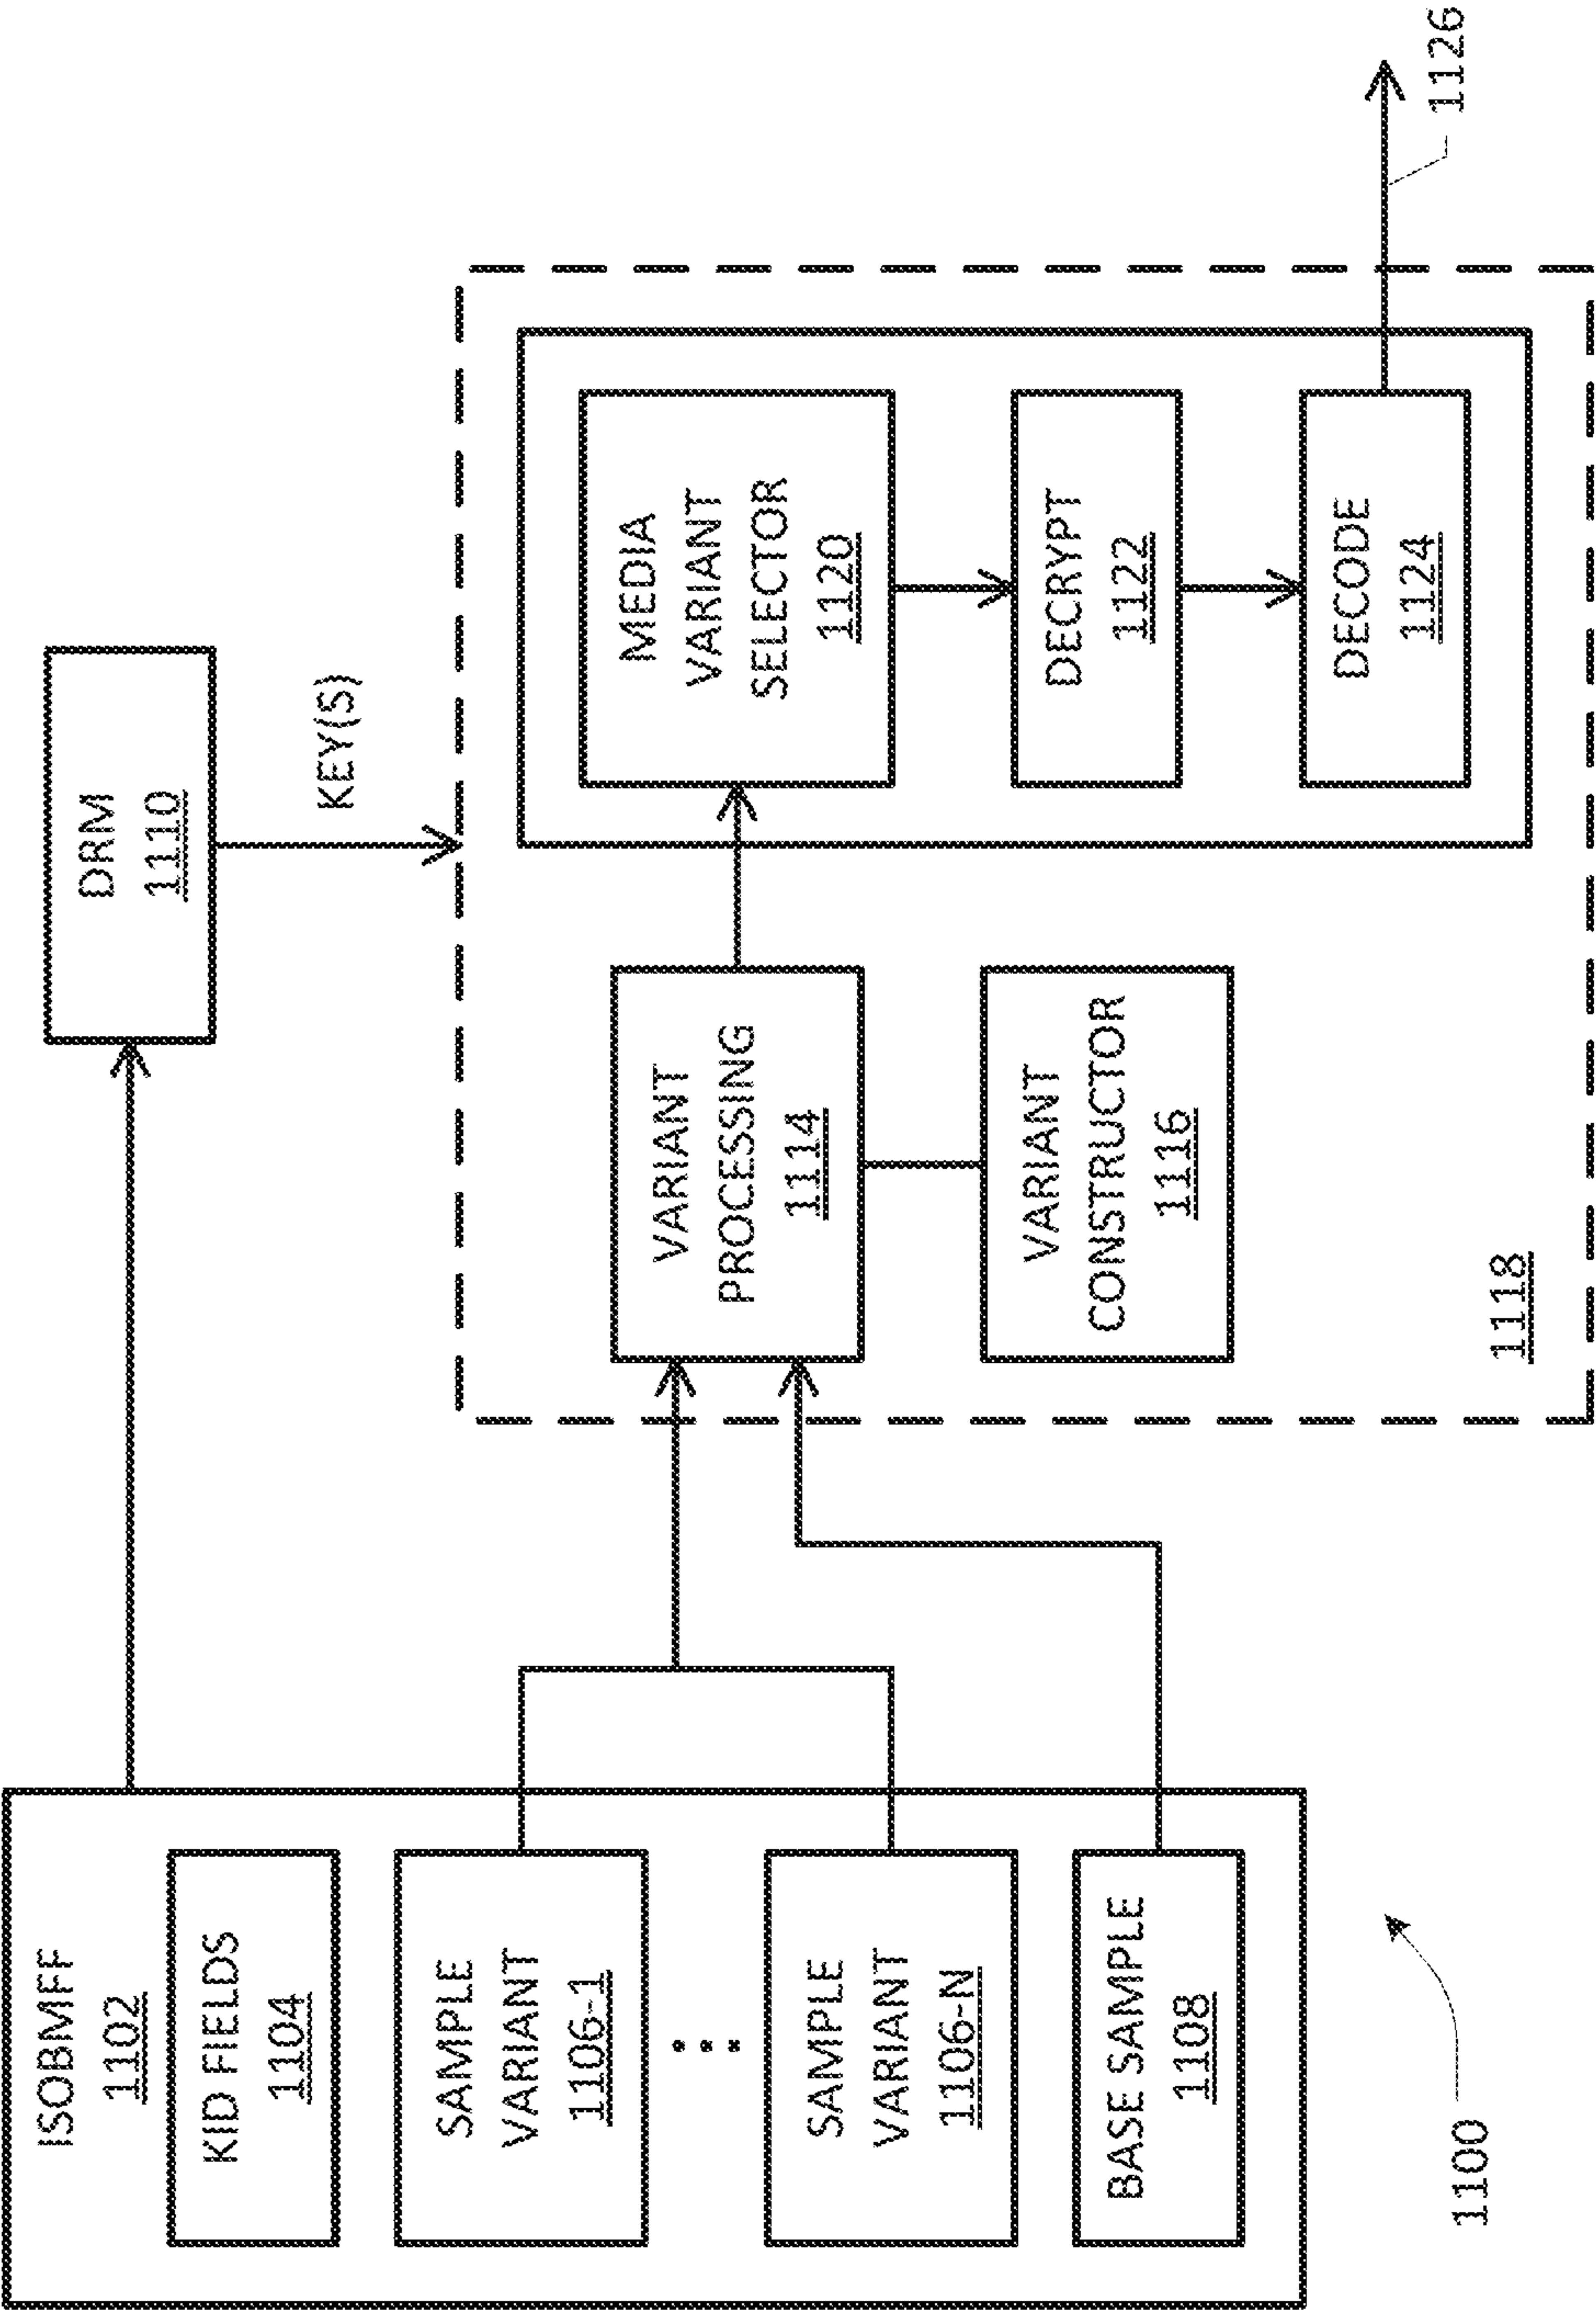 ISOBMFF
1102
KID FIELDS
1104
SAMPLE
VARIANT
1106-1
SAMPLE
VARIANT
1106-N
BASE SAMPLE
1108
1100
DRM
1110
KEY(S)
VARIANT
PROCESSING
1114
VARIANT
CONSTRUCTOR
1116
1118
MEDIA
VARIANT
SELECTOR
1120
DECRYPT
1122
DECODE
1124
1126